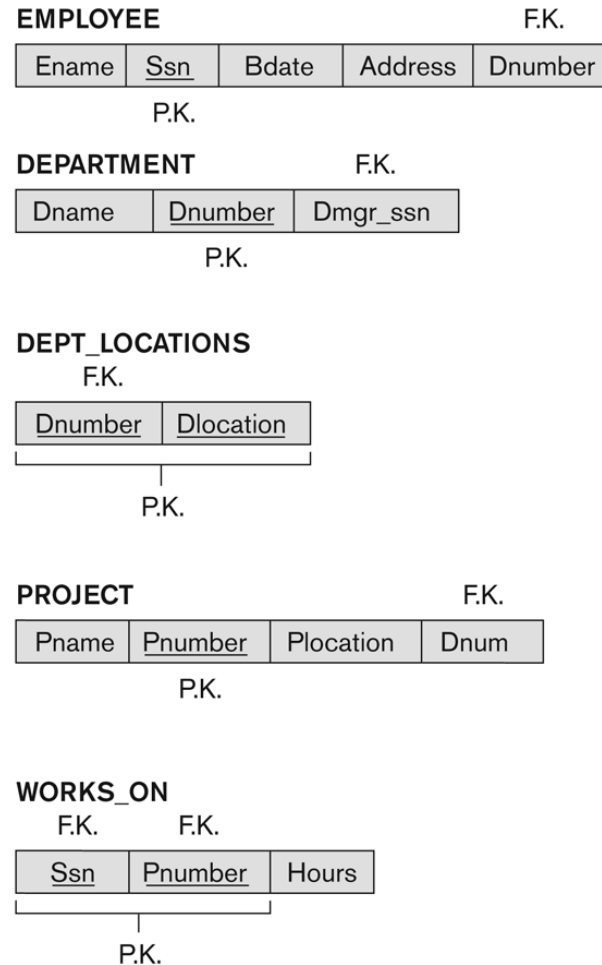 EMPLOYEE F.K.
Ename Ssn Bdate Address Dnumber
P.K.
DEPARTMENT F.K.
Dname Dnumber Dmgr_ssn
P.K.
DEPT_LOCATIONS
F.K.
Dnumber Dlocation
P.K.
PROJECT F.K.
Pname Pnumber Plocation Dnum
P.K.
WORKS_ON
F.K. F.K.
Ssn Pnumber Hours
P.K.